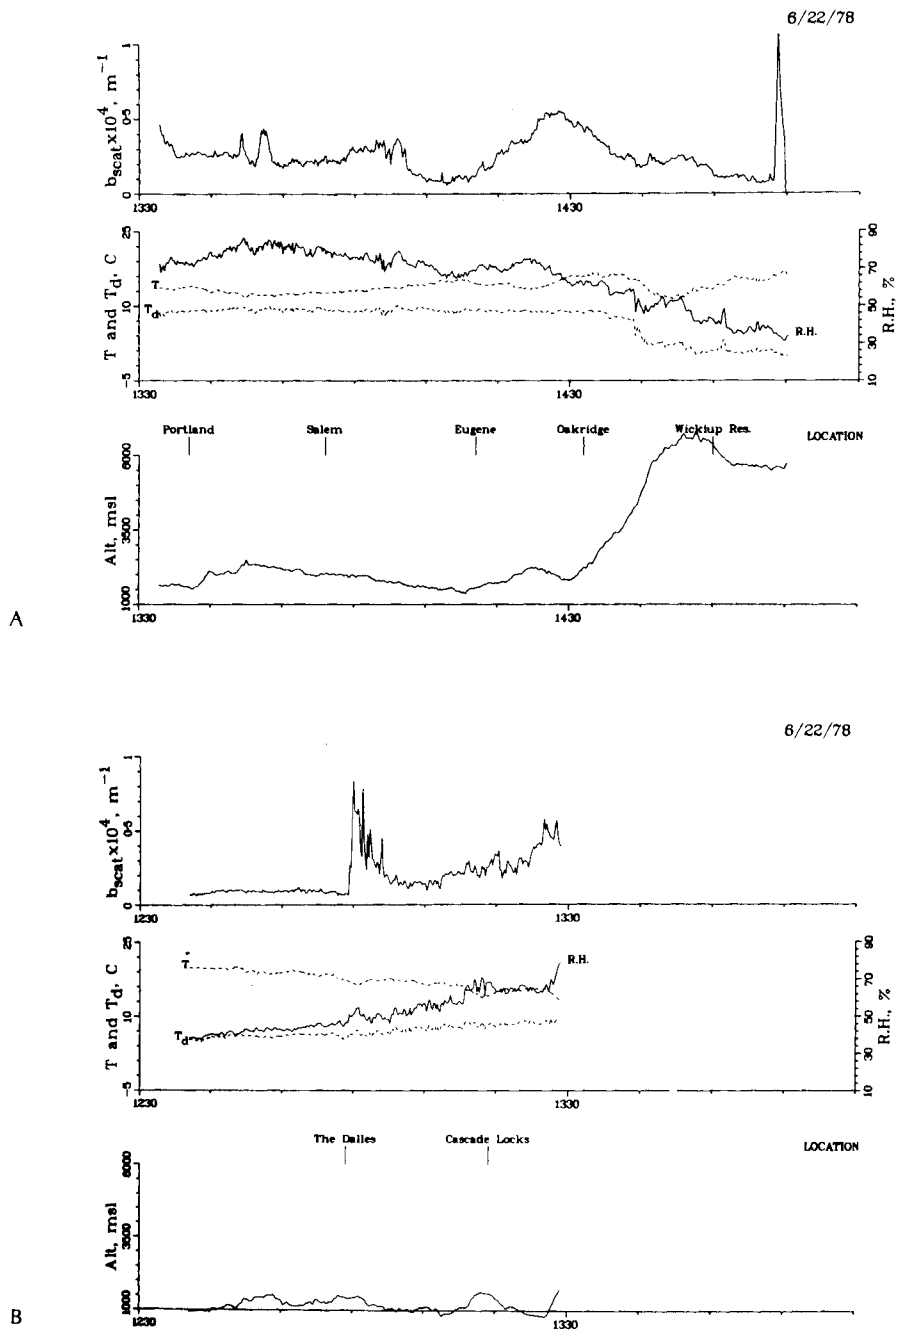 6/22/78
b_scat x10^4, m^-1
1
0.5
0
1330
1430
T and T_d, C
25
10
-5
T
T_d
R.H.
90
70
50
30
10
R.H., %
1330
1430
Portland
Salem
Eugene
Oakridge
Wickiup Res.
LOCATION
Alt, msl
6000
3500
1000
1330
1430
A
6/22/78
b_scat x10^4, m^-1
1
0.5
0
1230
1330
T and T_d, C
25
10
-5
T
T_d
R.H.
90
70
50
30
10
R.H., %
1230
1330
The Dalles
Cascade Locks
LOCATION
Alt, msl
6000
3500
1000
1230
1330
B